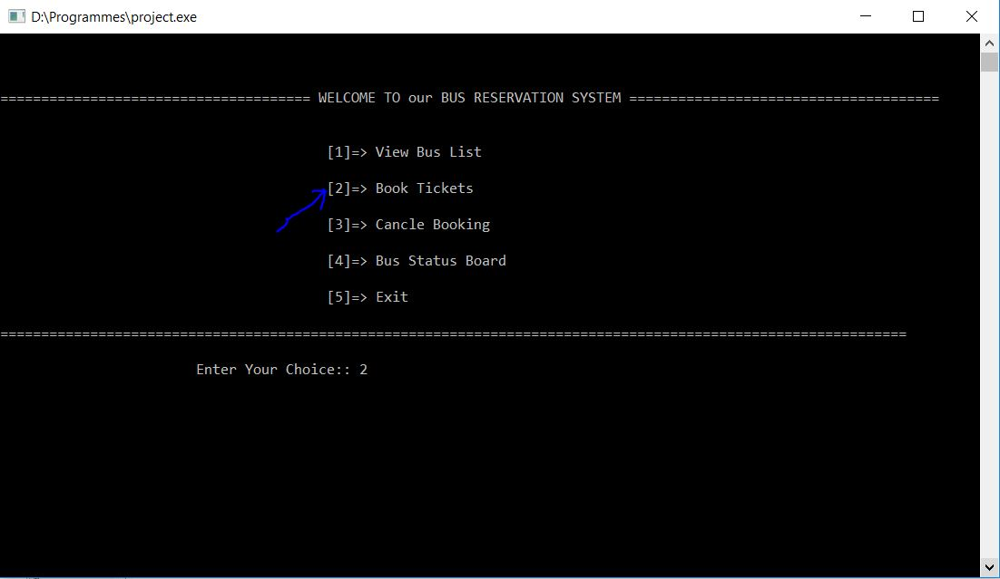 D:\Programmes\project.exe
===================================== WELCOME TO our BUS RESERVATION SYSTEM =====================================
[1]=> View Bus List
[2]=> Book Tickets
[3]=> Cancle Booking
[4]=> Bus Status Board
[5]=> Exit
===============================================================================================================
Enter Your Choice:: 2